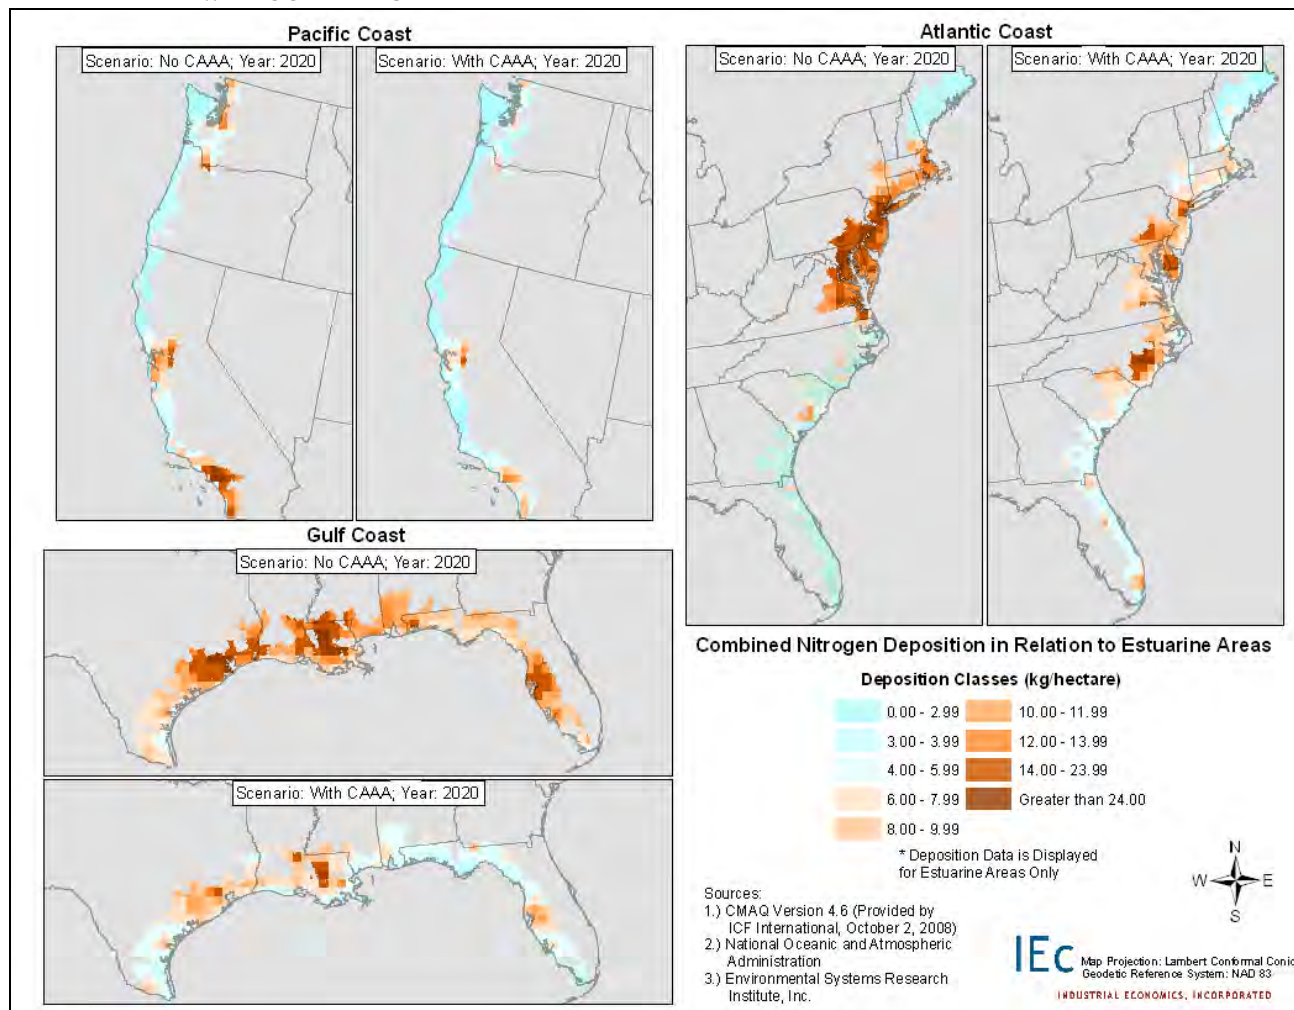 Pacific Coast
Scenario: No CAAA; Year: 2020
Scenario: With CAAA; Year: 2020
Atlantic Coast
Scenario: No CAAA; Year: 2020
Scenario: With CAAA; Year: 2020
Gulf Coast
Scenario: No CAAA; Year: 2020
Scenario: With CAAA; Year: 2020
Combined Nitrogen Deposition in Relation to Estuarine Areas
Deposition Classes (kg/hectare)
0.00 - 2.99
3.00 - 3.99
4.00 - 5.99
6.00 - 7.99
8.00 - 9.99
10.00 - 11.99
12.00 - 13.99
14.00 - 23.99
Greater than 24.00
* Deposition Data is Displayed
for Estuarine Areas Only
Sources:
1.) CMAQ Version 4.6 (Provided by
ICF International, October 2, 2008)
2.) National Oceanic and Atmospheric
Administration
3.) Environmental Systems Research
Institute, Inc.
N
W
E
S
IEc
Map Projection: Lambert Conformal Conic
Geodetic Reference System: NAD 83
INDUSTRIAL ECONOMICS, INCORPORATED